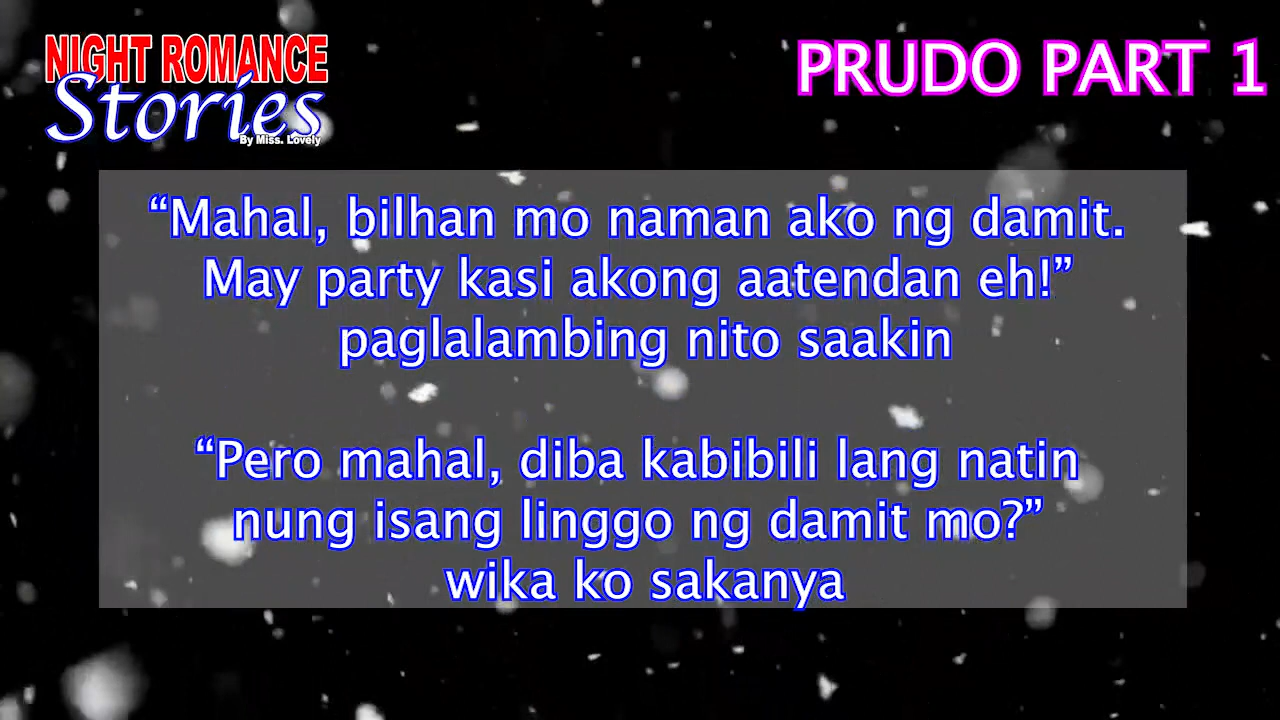 NIGHT ROMANCE
Stories
By Miss. Lovely
PRUDO PART 1
“Mahal, bilhan mo naman ako ng damit.
May party kasi akong aatendan eh!”
paglalambing nito saakin
“Pero mahal, diba kabibili lang natin
nung isang linggo ng damit mo?”
wika ko sakanya